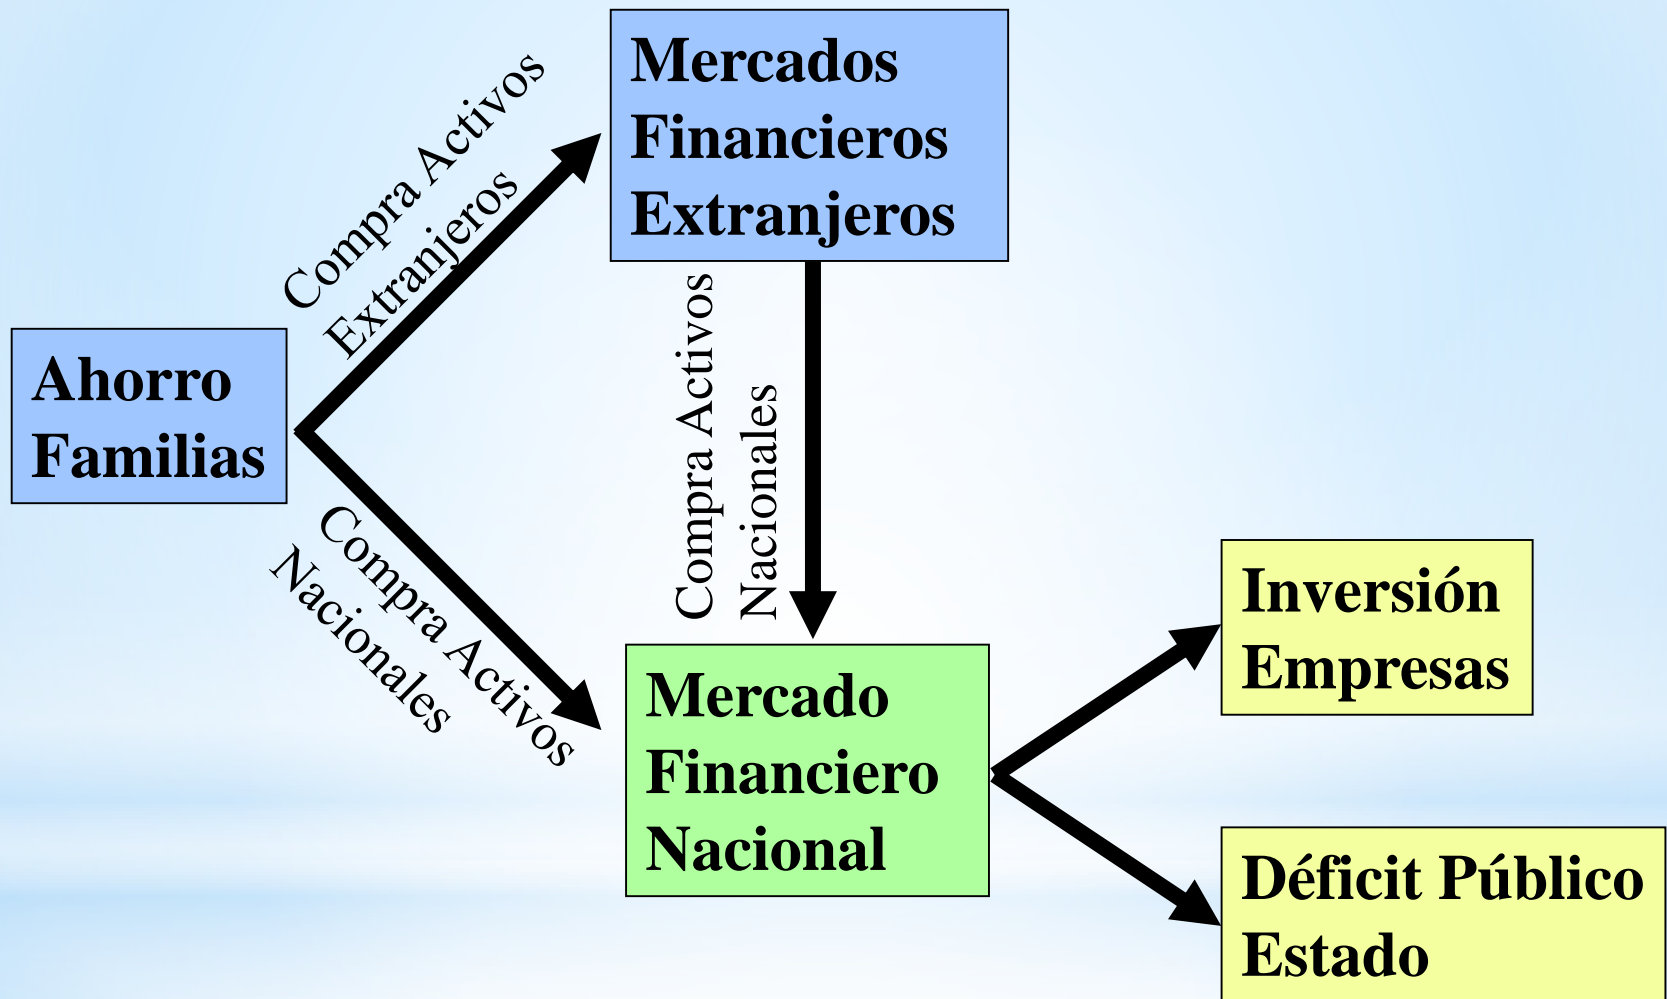 Mercados
Financieros
Extranjeros
Compra Activos
Extranjeros
Ahorro
Familias
Compra Activos
Nacionales
Compra Activos
Nacionales
Mercado
Financiero
Nacional
Inversión
Empresas
Déficit Público
Estado